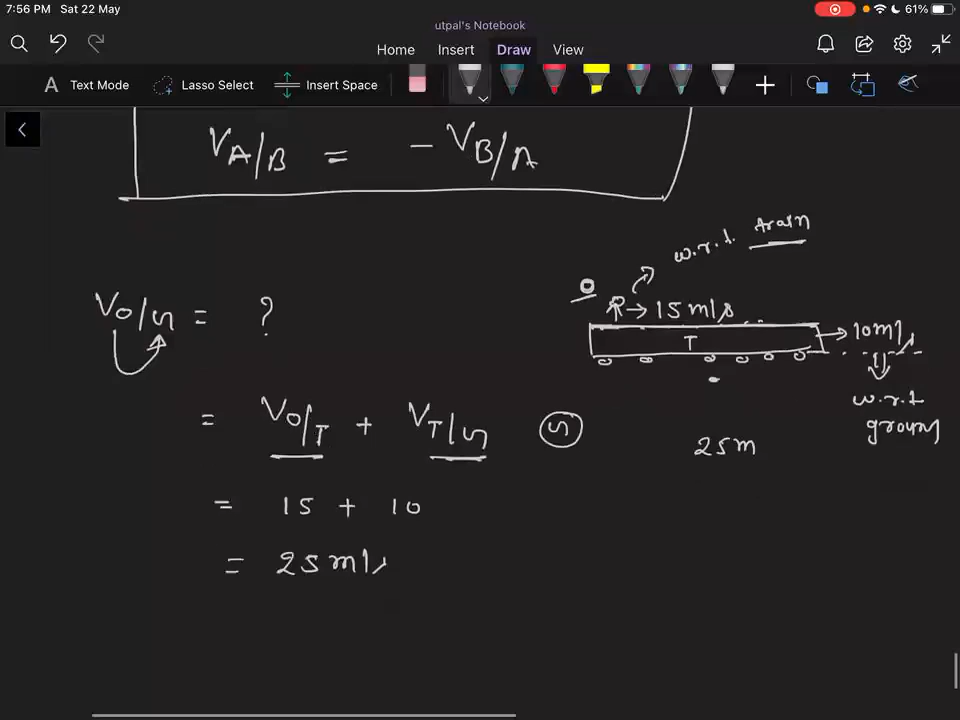 7:56 PM Sat 22 May
61%
utpal's Notebook
Home Insert Draw View
Text Mode Lasso Select Insert Space
VA/B = - VB/A
w.r.t. train
O → 15 m/s
T → 10 m/s
w.r.t
ground
VO/G = ?
= VO/T + VT/G G
25 m
= 15 + 10
= 25 m/s